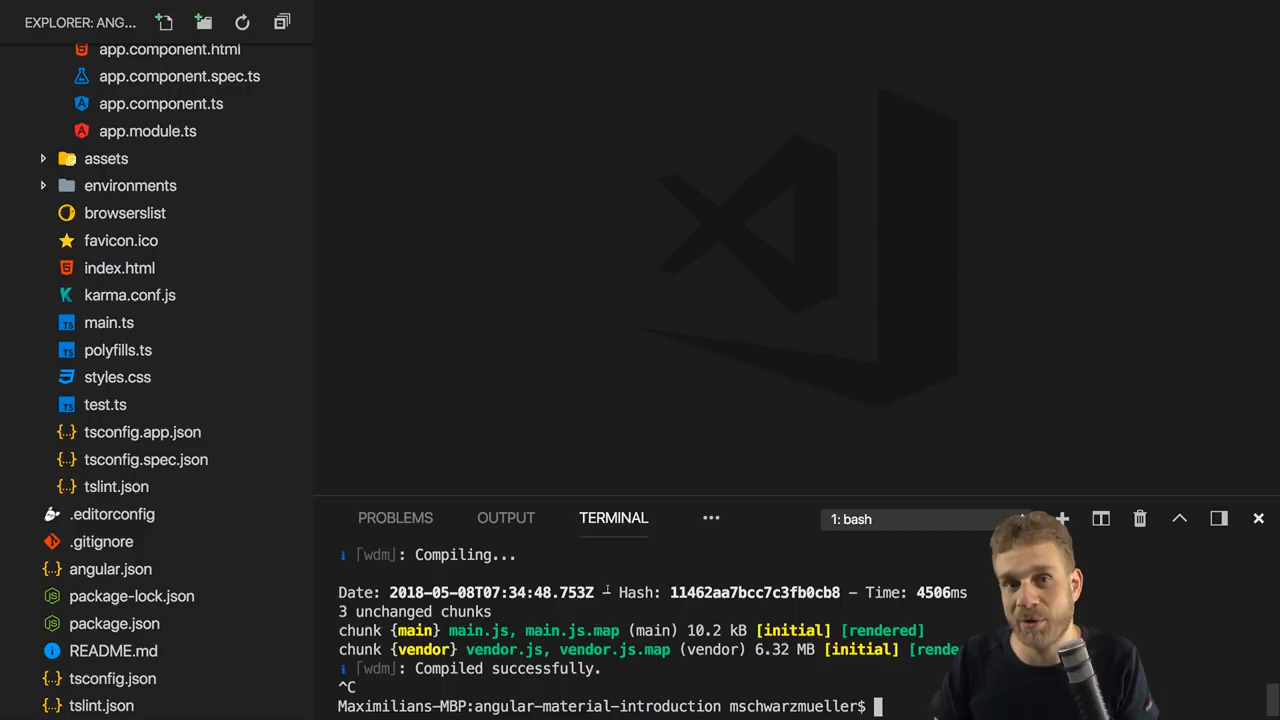 EXPLORER: ANG...
app.component.html
app.component.spec.ts
app.component.ts
app.module.ts
assets
environments
browserslist
favicon.ico
index.html
karma.conf.js
main.ts
polyfills.ts
styles.css
test.ts
tsconfig.app.json
tsconfig.spec.json
tslint.json
.editorconfig
.gitignore
angular.json
package-lock.json
package.json
README.md
tsconfig.json
tslint.json
PROBLEMS OUTPUT TERMINAL ... 1: bash
i ｢wdm｣: Compiling...
Date: 2018-05-08T07:34:48.753Z - Hash: 11462aa7bcc7c3fb0cb8 - Time: 4506ms
3 unchanged chunks
chunk {main} main.js, main.js.map (main) 10.2 kB [initial] [rendered]
chunk {vendor} vendor.js, vendor.js.map (vendor) 6.32 MB [initial] [rende
i ｢wdm｣: Compiled successfully.
^C
Maximilians-MBP:angular-material-introduction mschwarzmueller$